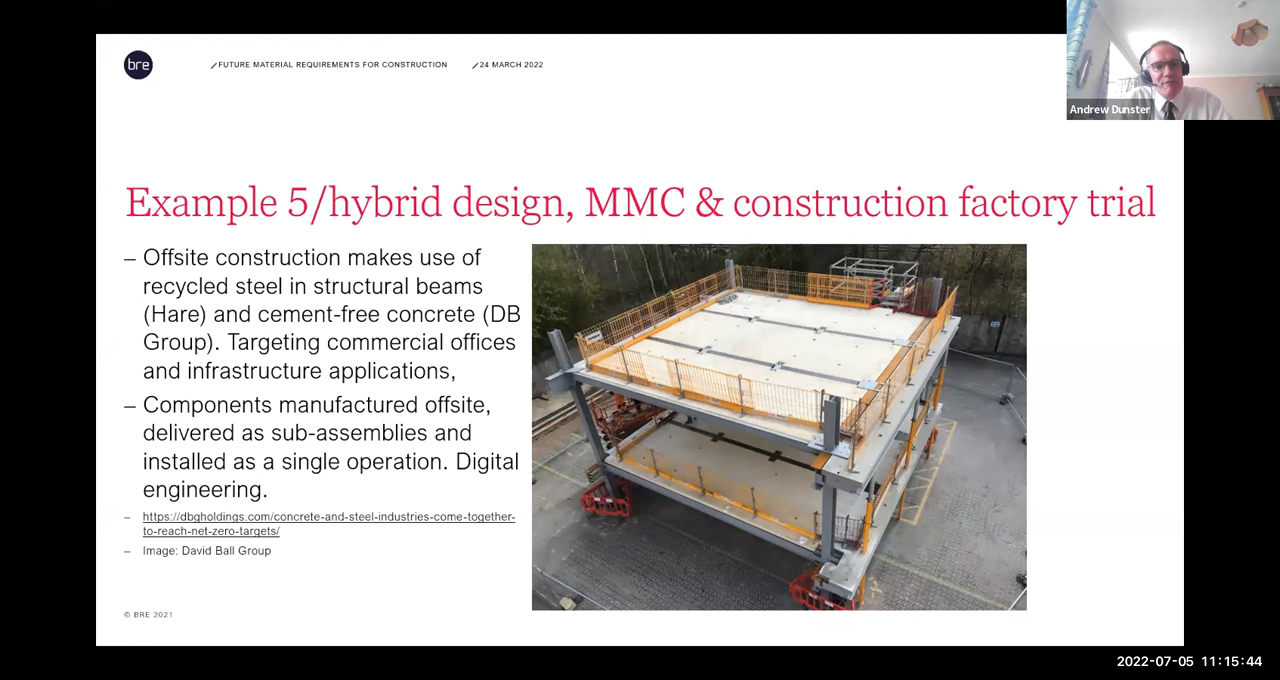 bre
FUTURE MATERIAL REQUIREMENTS FOR CONSTRUCTION
24 MARCH 2022
Andrew Dunster
Example 5/hybrid design, MMC & construction factory trial
– Offsite construction makes use of
recycled steel in structural beams
(Hare) and cement-free concrete (DB
Group). Targeting commercial offices
and infrastructure applications,
– Components manufactured offsite,
delivered as sub-assemblies and
installed as a single operation. Digital
engineering.
– https://dbgholdings.com/concrete-and-steel-industries-come-together-
to-reach-net-zero-targets/
– Image: David Ball Group
© BRE 2021
2022-07-05 11:15:44